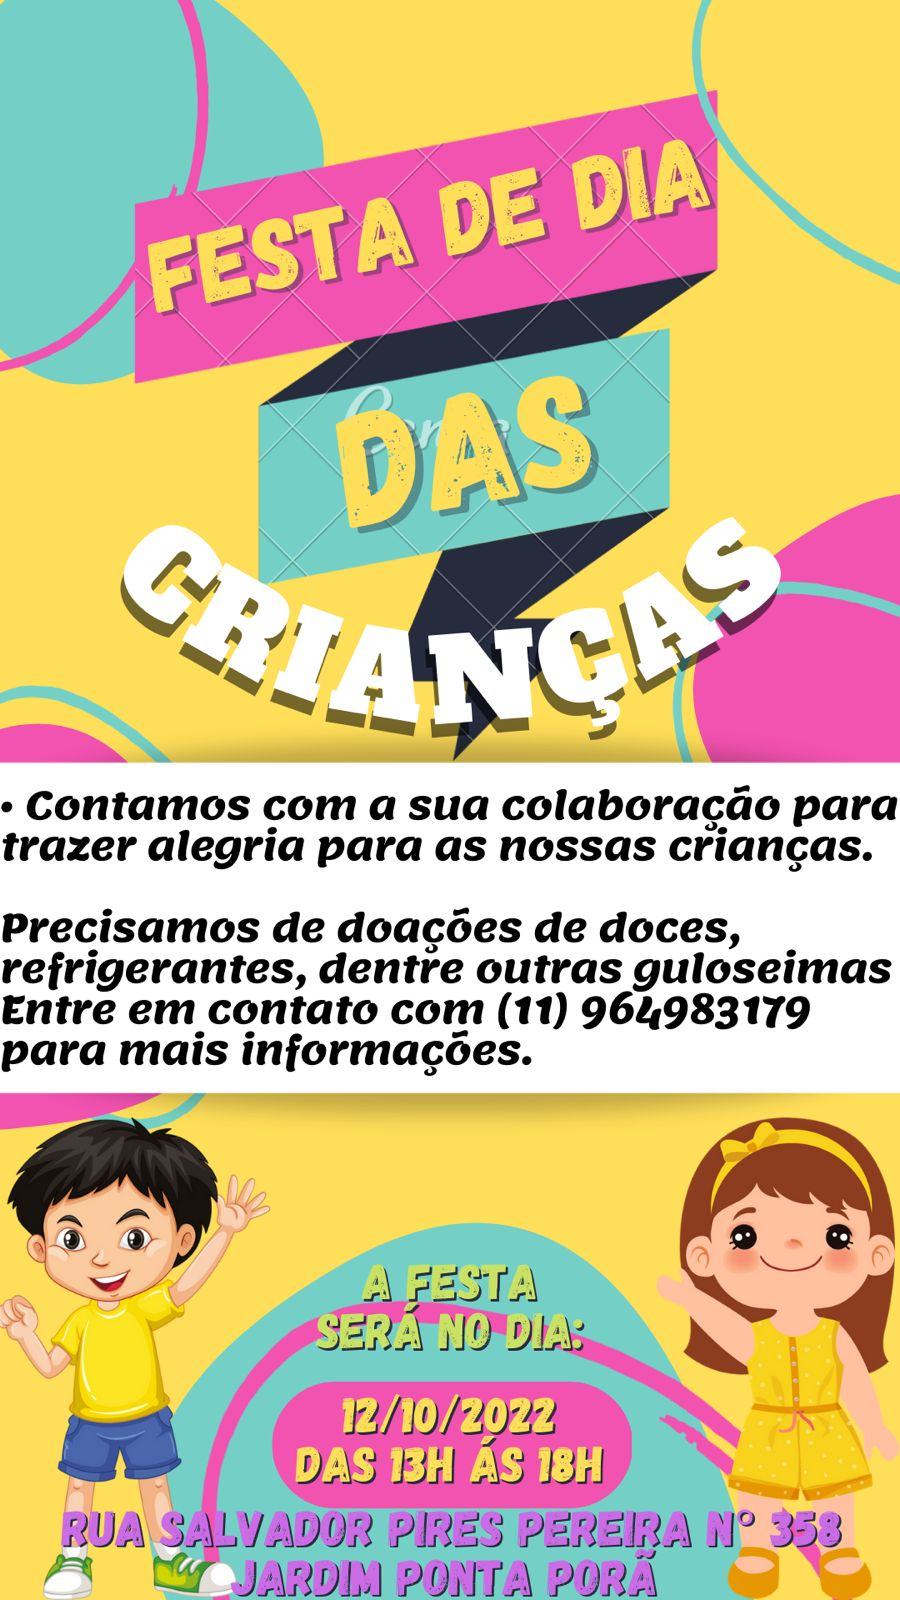 FESTA DE DIA
DAS
CRIANÇAS
• Contamos com a sua colaboração para
trazer alegria para as nossas crianças.
Precisamos de doações de doces,
refrigerantes, dentre outras guloseimas
Entre em contato com (11) 964983179
para mais informações.
A FESTA
SERÁ NO DIA:
12/10/2022
DAS 13H ÁS 18H
RUA SALVADOR PIRES PEREIRA N° 358
JARDIM PONTA PORÃ